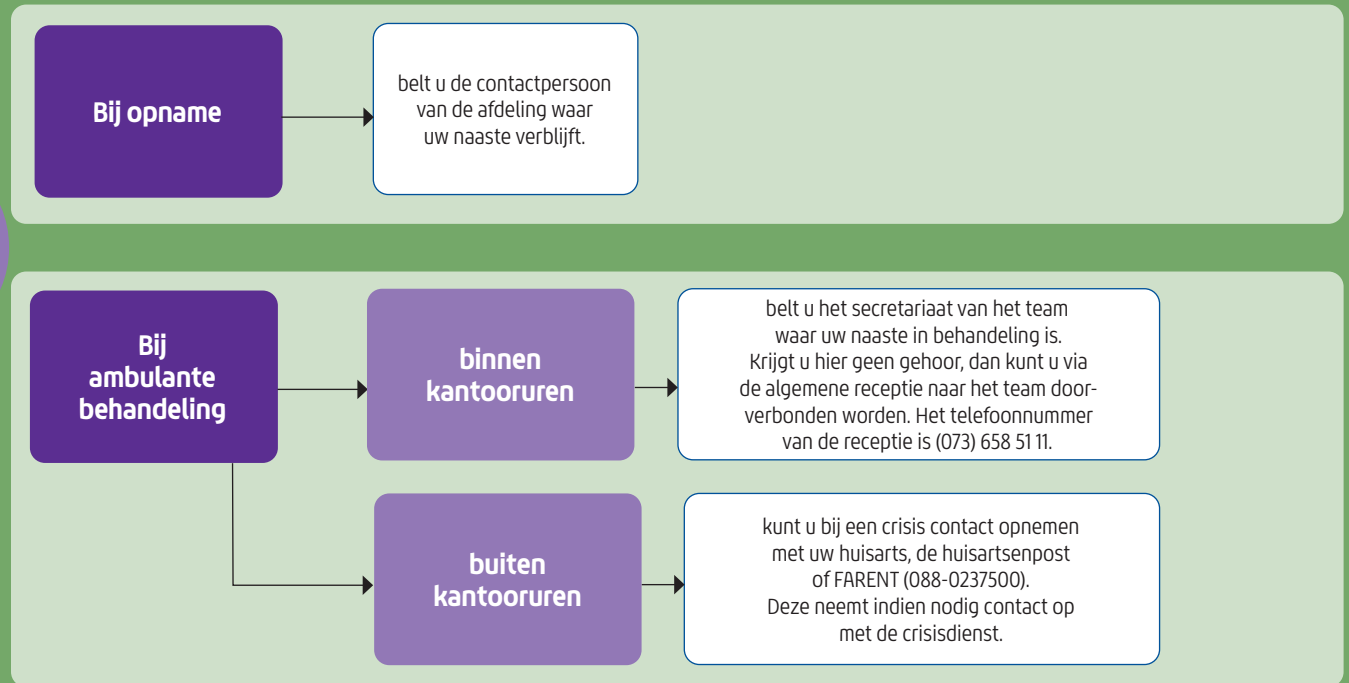 Bij opname
belt u de contactpersoon
van de afdeling waar
uw naaste verblijft.
Bij
ambulante
behandeling
binnen
kantooruren
belt u het secretariaat van het team
waar uw naaste in behandeling is.
Krijgt u hier geen gehoor, dan kunt u via
de algemene receptie naar het team door-
verbonden worden. Het telefoonnummer
van de receptie is (073) 658 51 11.
buiten
kantooruren
kunt u bij een crisis contact opnemen
met uw huisarts, de huisartsenpost
of FARENT (088-0237500).
Deze neemt indien nodig contact op
met de crisisdienst.